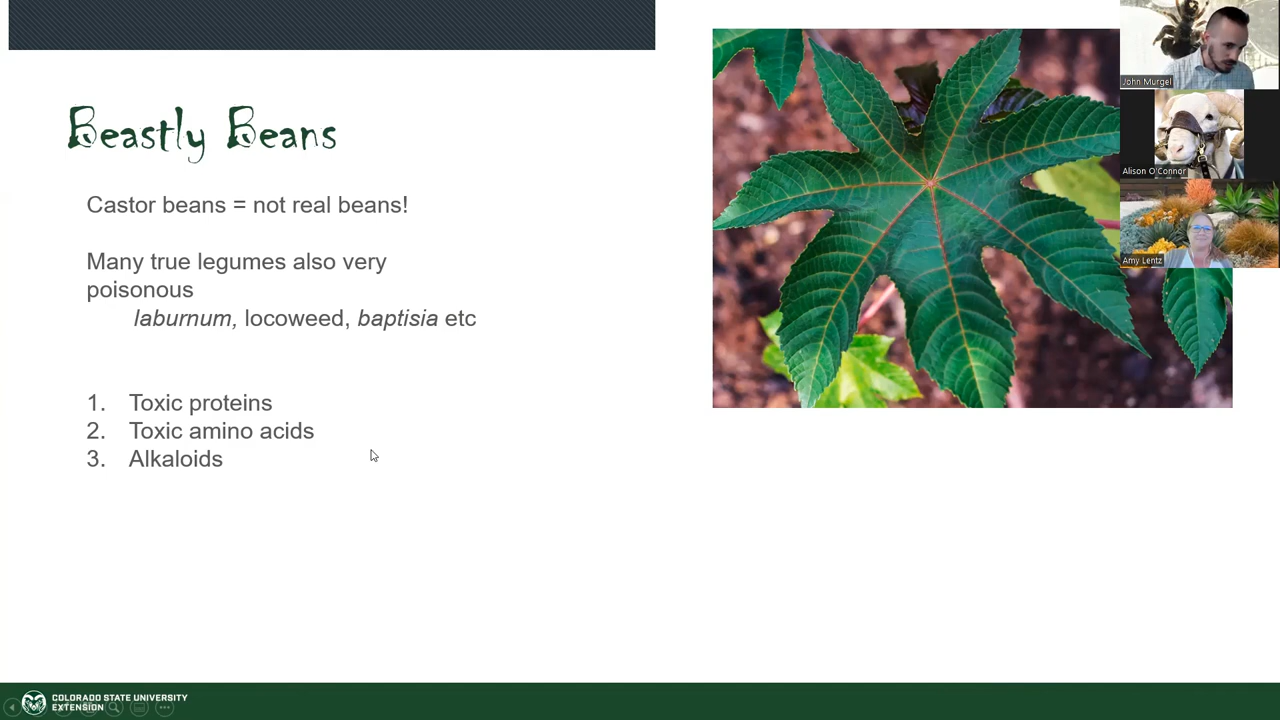 Beastly Beans
Castor beans = not real beans!
Many true legumes also very
poisonous
laburnum, locoweed, baptisia etc
1. Toxic proteins
2. Toxic amino acids
3. Alkaloids
John Murgel
Alison O'Connor
Amy Lentz
COLORADO STATE UNIVERSITY
EXTENSION